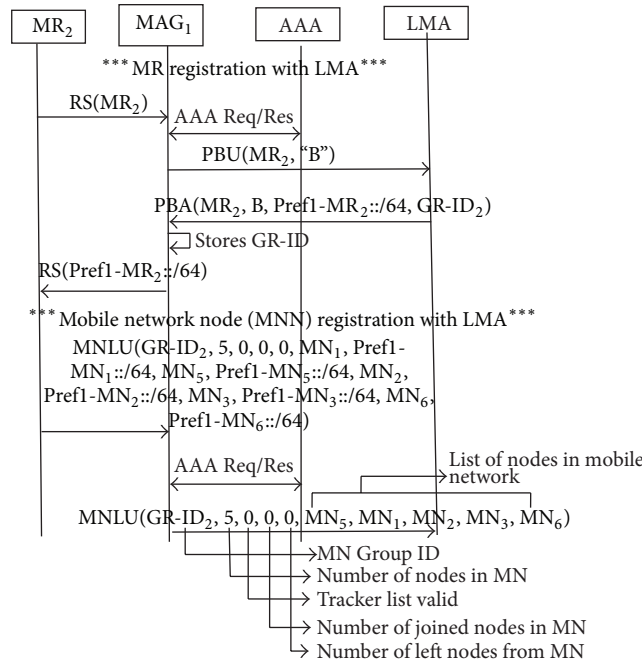 MR₂ MAG₁ AAA LMA
***MR registration with LMA***
RS(MR₂)
AAA Req/Res
PBU(MR₂, “B”)
PBA(MR₂, B, Pref1-MR₂::/64, GR-ID₂)
Stores GR-ID
RS(Pref1-MR₂::/64)
***Mobile network node (MNN) registration with LMA***
MNLU(GR-ID₂, 5, 0, 0, 0, MN₁, Pref1-
MN₁::/64, MN₅, Pref1-MN₅::/64, MN₂,
Pref1-MN₂::/64, MN₃, Pref1-MN₃::/64, MN₆,
Pref1-MN₆::/64)
AAA Req/Res
List of nodes in mobile
network
MNLU(GR-ID₂, 5, 0, 0, 0, MN₅, MN₁, MN₂, MN₃, MN₆)
MN Group ID
Number of nodes in MN
Tracker list valid
Number of joined nodes in MN
Number of left nodes from MN